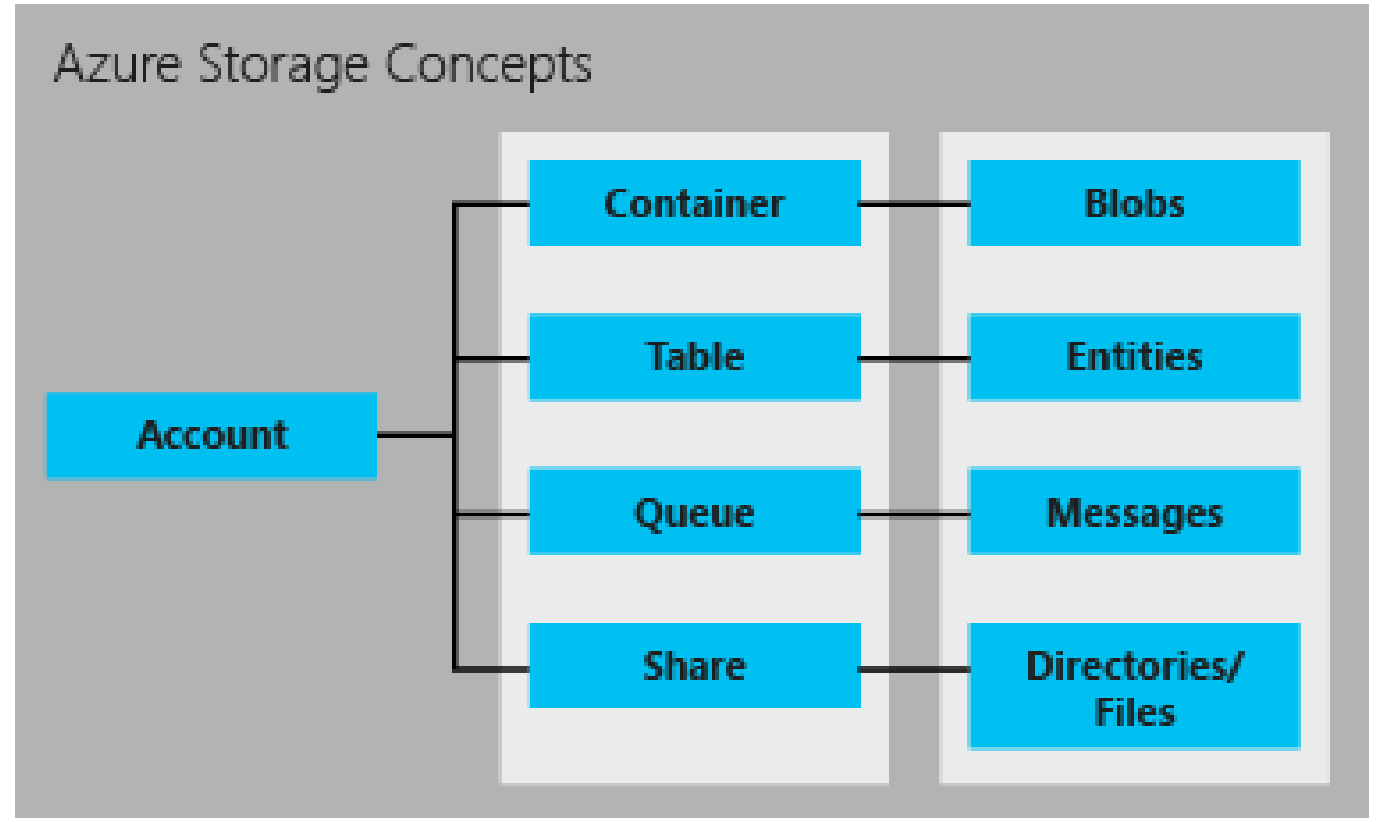 Azure Storage Concepts
Container
Blobs
Table
Entities
Account
Queue
Messages
Share
Directories/
Files